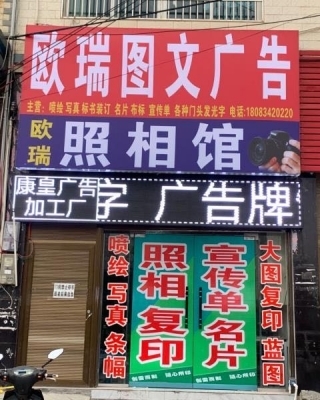 欧瑞图文广告
主营:喷绘 写真 标书装订 名片 布标 宣传单 各种门头发光字 电话:18083420220
欧瑞
照相馆
康皇广告
加工厂
字 广告牌
喷绘 写真 条幅
照相 复印
宣传单 名片
大图复印 蓝图